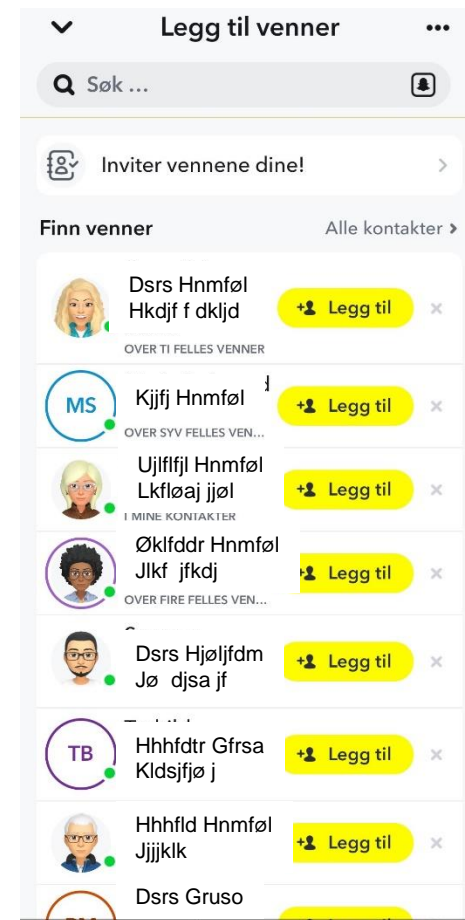 Legg til venner
Søk ...
Inviter vennene dine!
Finn venner
Alle kontakter
Dsrs Hnmføl
Hkdjf f dkljd
Legg til
OVER TI FELLES VENNER
MS
Kjjfj Hnmføl
Legg til
OVER SYV FELLES VEN...
Ujlflfjl Hnmføl
Lkfløaj jjøl
Legg til
I MINE KONTAKTER
Øklfddr Hnmføl
Jlkf jfkdj
Legg til
OVER FIRE FELLES VEN...
Dsrs Hjøljfdm
Jø djsa jf
Legg til
TB
Hhhfdtr Gfrsa
Kldsjfjø j
Legg til
Hhhfld Hnmføl
Jjjjklk
Legg til
Dsrs Gruso